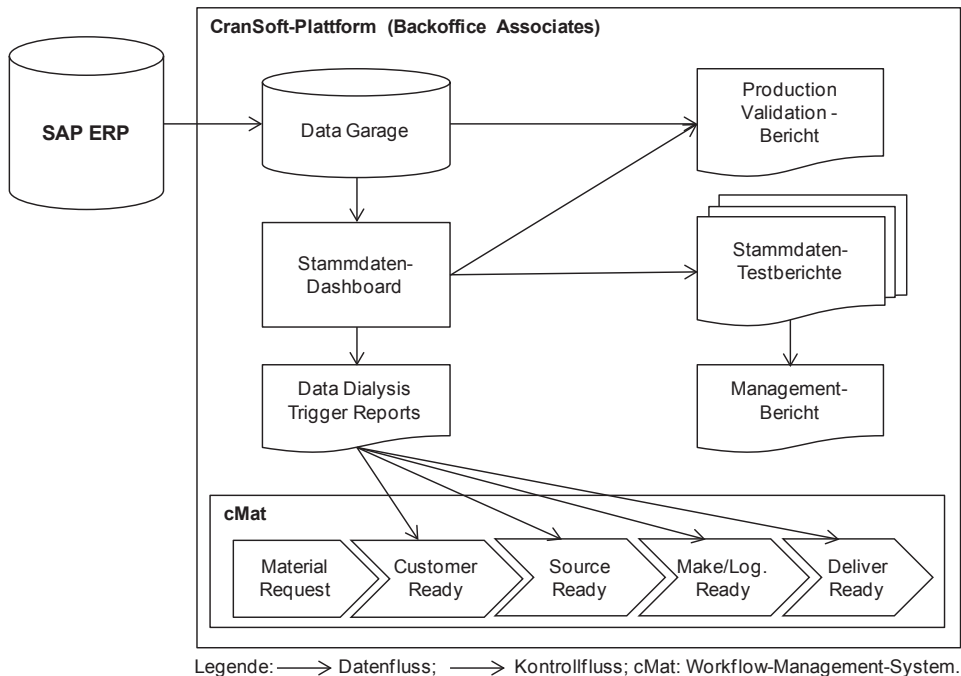 CranSoft-Plattform (Backoffice Associates)
SAP ERP
Data Garage
Production
Validation -
Bericht
Stammdaten-
Dashboard
Stammdaten-
Testberichte
Data Dialysis
Trigger Reports
Management-
Bericht
cMat
Material
Request
Customer
Ready
Source
Ready
Make/Log.
Ready
Deliver
Ready
Legende: Datenfluss; Kontrollfluss; cMat: Workflow-Management-System.